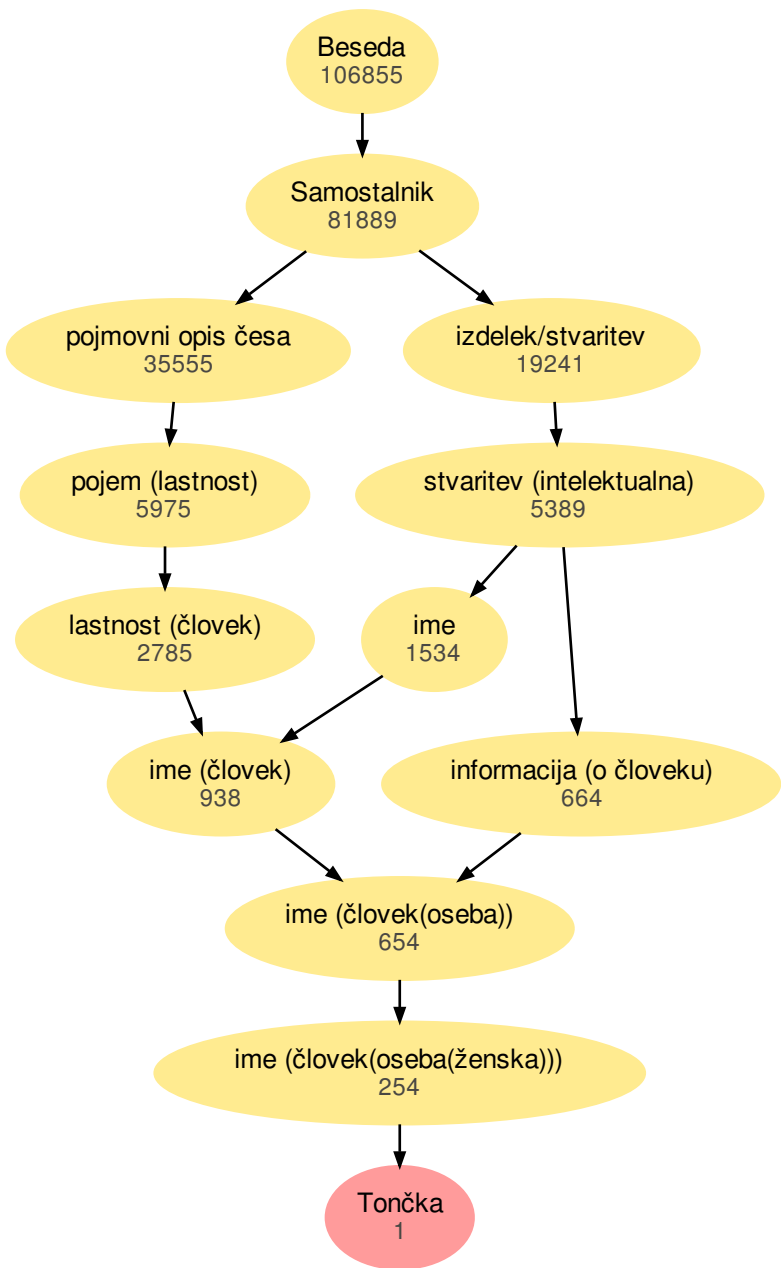 Beseda
106855
Samostalnik
81889
pojmovni opis česa
35555
izdelek/stvaritev
19241
pojem (lastnost)
5975
stvaritev (intelektualna)
5389
lastnost (človek)
2785
ime
1534
ime (človek)
938
informacija (o človeku)
664
ime (človek(oseba))
654
ime (človek(oseba(ženska)))
254
Tončka
1